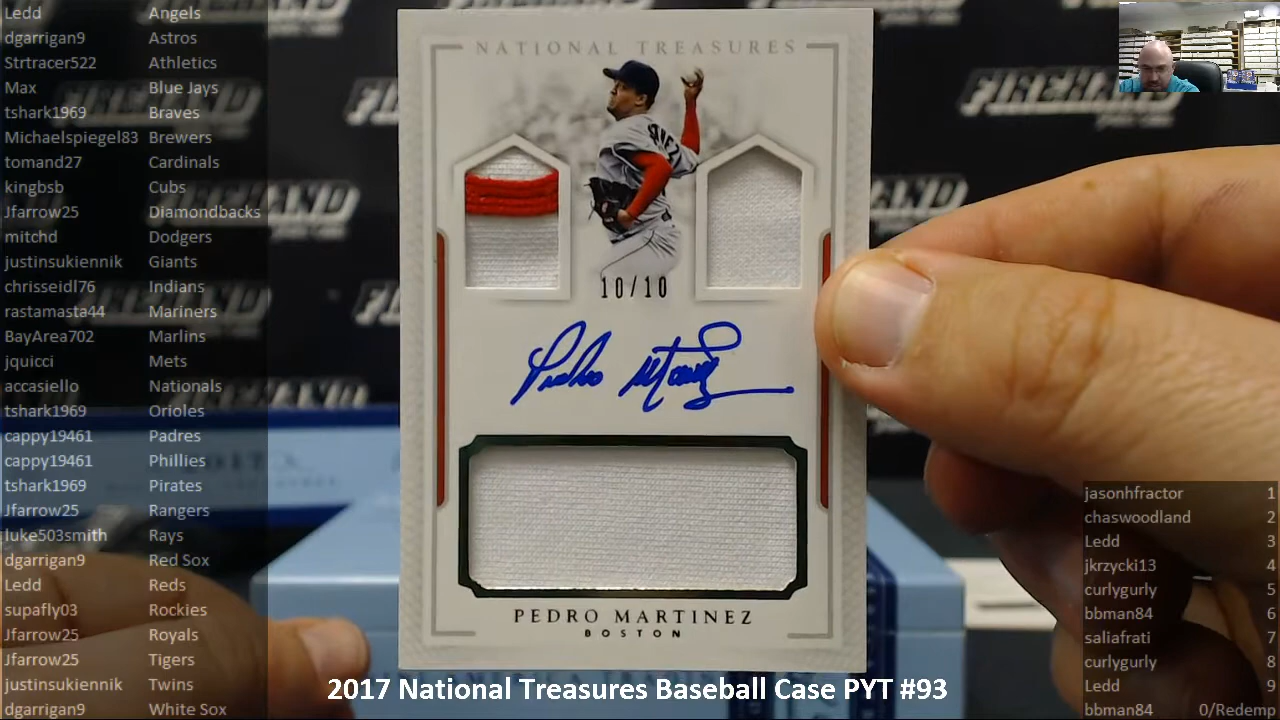 Ledd Angels
dgarrigan9 Astros
Strtracer522 Athletics
Max Blue Jays
tshark1969 Braves
Michaelspiegel83 Brewers
tomand27 Cardinals
kingbsb Cubs
Jfarrow25 Diamondbacks
mitchd Dodgers
justinsukiennik Giants
chrisseidl76 Indians
rastamasta44 Mariners
BayArea702 Marlins
jquicci Mets
accasiello Nationals
tshark1969 Orioles
cappy19461 Padres
cappy19461 Phillies
tshark1969 Pirates
Jfarrow25 Rangers
luke503smith Rays
dgarrigan9 Red Sox
Ledd Reds
supafly03 Rockies
Jfarrow25 Royals
Jfarrow25 Tigers
justinsukiennik Twins
dgarrigan9 White Sox
NATIONAL TREASURES
10/10
Pedro Martinez
PEDRO MARTINEZ
BOSTON
FIREHAND
FIREHAND
jasonhfractor 1
chaswoodland 2
Ledd 3
jkrzycki13 4
curlygurly 5
bbman84 6
saliafrati 7
curlygurly 8
Ledd 9
bbman84 0/Redemp
2017 National Treasures Baseball Case PYT #93